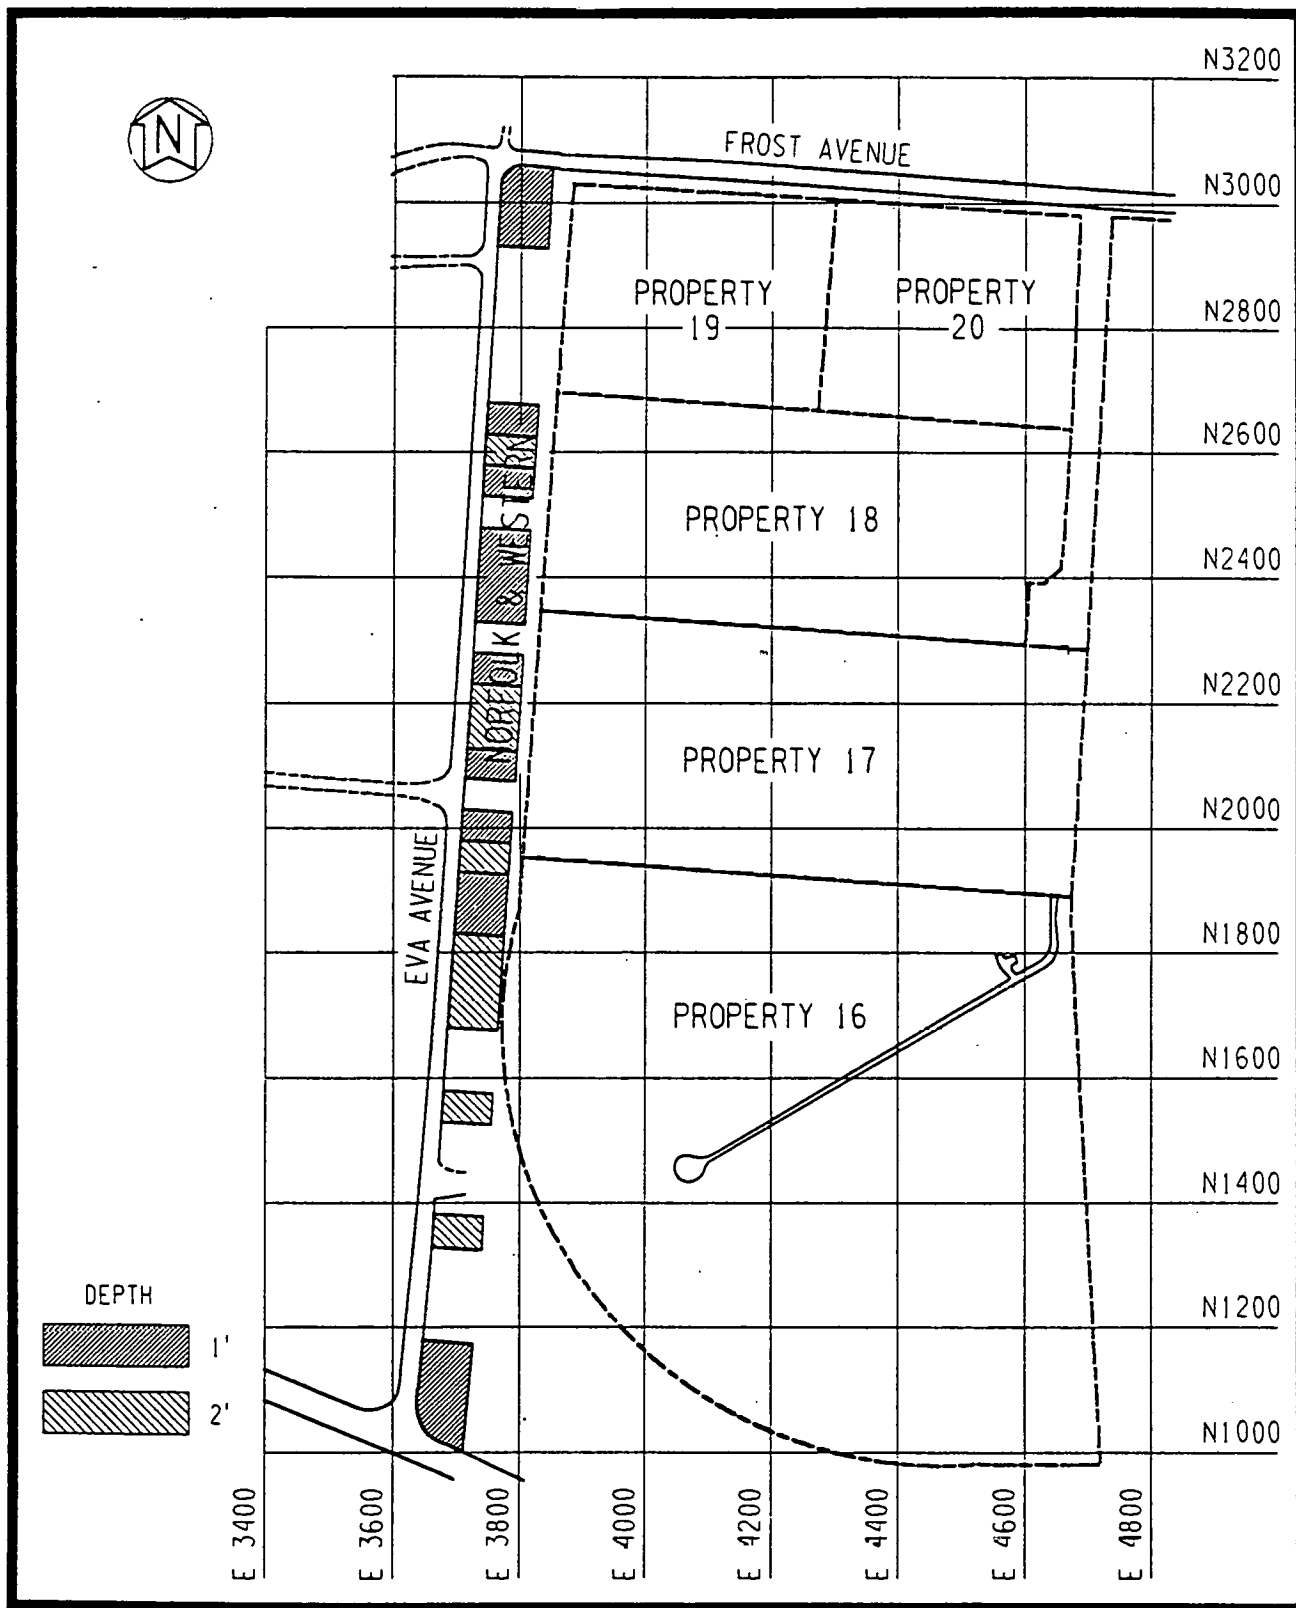 N3200
N
FROST AVENUE
N3000
PROPERTY
19
PROPERTY
20
N2800
N2600
PROPERTY 18
N2400
NORFOLK & WESTERN
N2200
PROPERTY 17
N2000
EVA AVENUE
N1800
PROPERTY 16
N1600
N1400
DEPTH
N1200
1'
2'
N1000
E 3400
E 3600
E 3800
E 4000
E 4200
E 4400
E 4600
E 4800